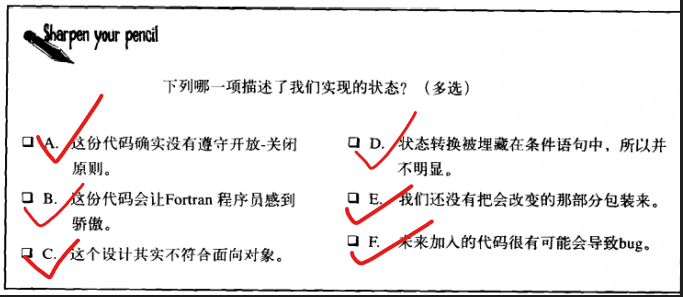 Sharpen your pencil
下列哪一项描述了我们实现的状态？（多选）
A. 这份代码确实没有遵守开放-关闭
原则。
B. 这份代码会让Fortran 程序员感到
骄傲。
C. 这个设计其实不符合面向对象。
D. 状态转换被埋藏在条件语句中，所以并
不明显。
E. 我们还没有把会改变的那部分包装来。
F. 未来加入的代码很有可能会导致bug。